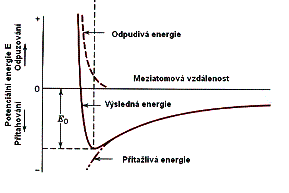 +
Odpudivá energie
Potenciální energie E
Přitahování Odpuzování
Meziatomová vzdálenost
0
Výsledná energie
E0
Přitažlivá energie
−